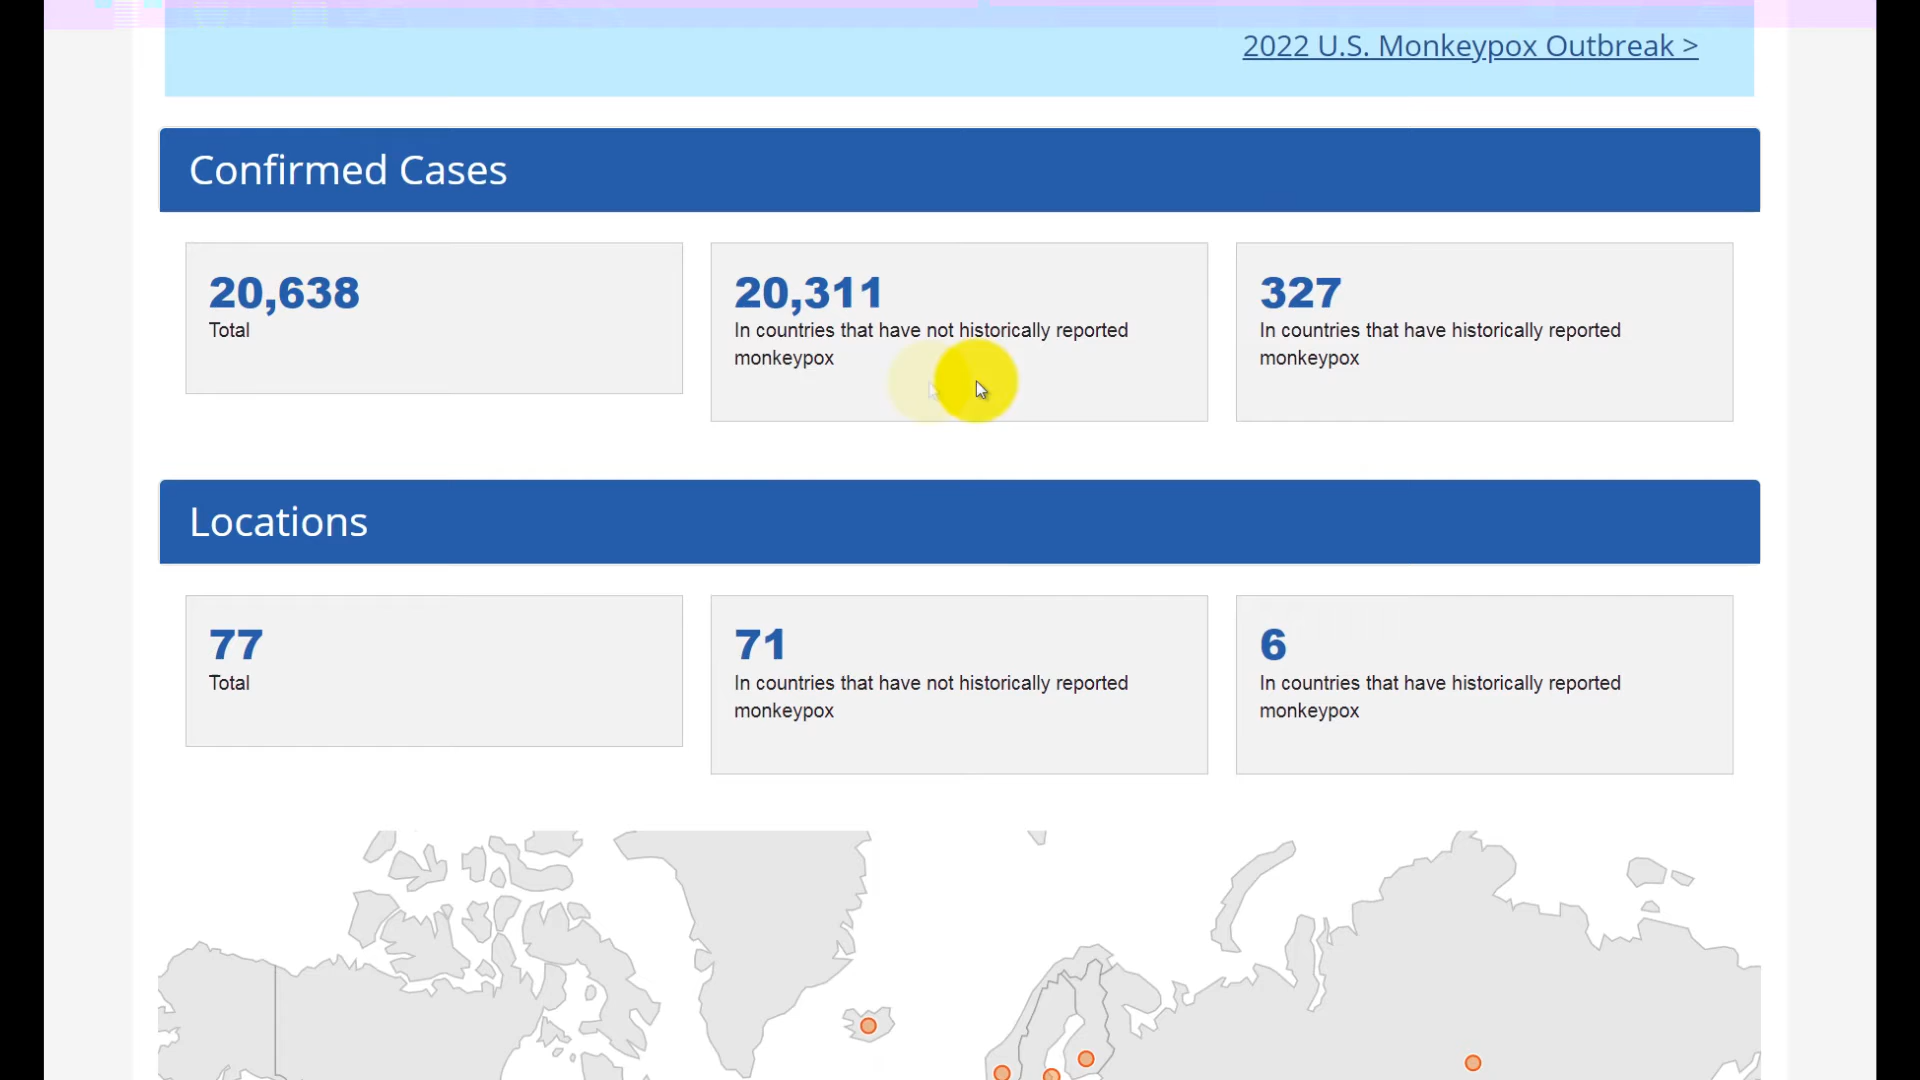 2022 U.S. Monkeypox Outbreak >
Confirmed Cases
20,638
Total
20,311
In countries that have not historically reported
monkeypox
327
In countries that have historically reported
monkeypox
Locations
77
Total
71
In countries that have not historically reported
monkeypox
6
In countries that have historically reported
monkeypox